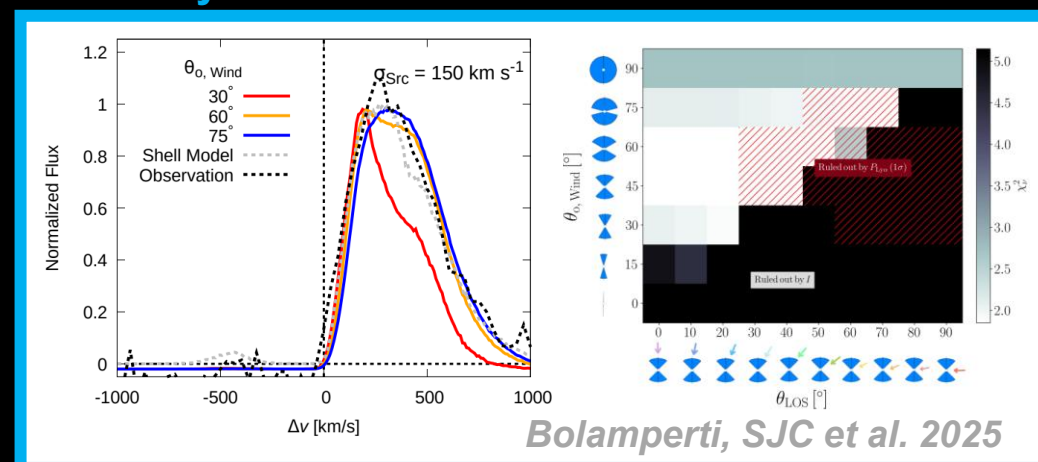 σSrc = 150 km s-1
θo, Wind
30°
60°
75°
Shell Model
Observation
Normalized Flux
1.2
1
0.8
0.6
0.4
0.2
0
-1000
-500
0
500
1000
Δv [km/s]
θo, Wind [°]
90
75
60
45
30
15
0
Ruled out by PLyα (1σ)
Ruled out by I
0 10 20 30 40 50 60 70 80 90
θLOS [°]
5.0
4.5
4.0
3.5
3.0
2.5
2.0
χ²ν
Bolamperti, SJC et al. 2025